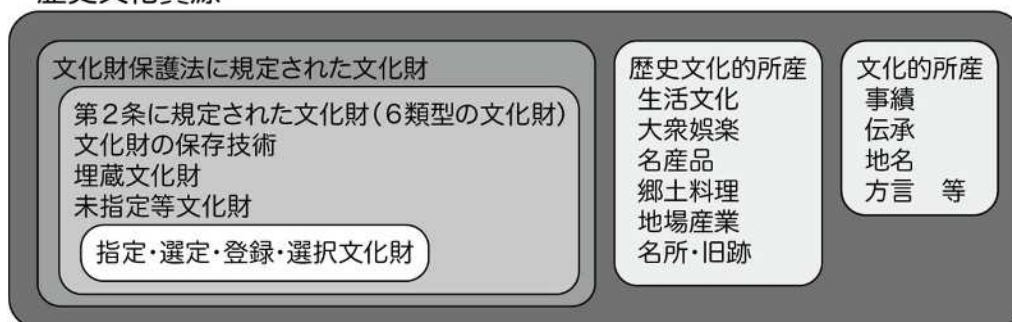 文化財保護法に規定された文化財
第2条に規定された文化財(6類型の文化財)
文化財の保存技術
埋蔵文化財
未指定等文化財
指定・選定・登録・選択文化財
歴史文化的所産
生活文化
大衆娯楽
名産品
郷土料理
地場産業
名所・旧跡
文化的所産
事績
伝承
地名
方言　等